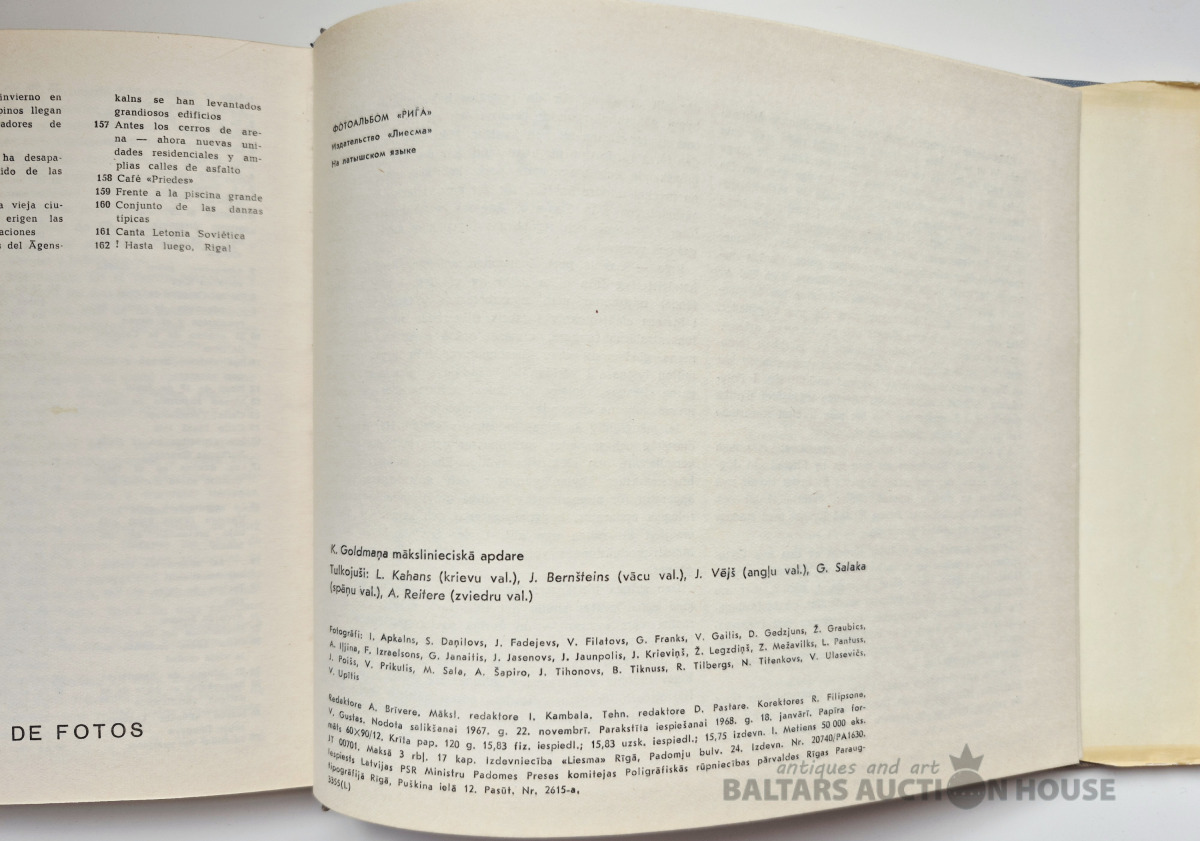 invierno en
pinos llegan
adores de
ha desapa-
ido de las
a vieja ciu-
erigen las
aciones
s del Āgens-
kalns se han levantados
grandiosos edificios
157 Antes los cerros de are-
na — ahora nuevas uni-
dades residenciales y am-
plias calles de asfalto
158 Café «Priedes»
159 Frente a la piscina grande
160 Conjunto de las danzas
tipicas
161 Canta Letonia Soviética
162 ! Hasta luego, Riga!
DE FOTOS
ФОТОАЛЬБОМ «РИГА»
Издательство «Лиесма»
На латышском языке
K. Goldmaņa mākslinieciskā apdare
Tulkojuši: L. Kahans (krievu val.), J. Bernšteins (vācu val.), J. Vējš (angļu val.), G. Salaka
(spāņu val.), A. Reitere (zviedru val.)
Fotogrāfi: I. Apkalns, S. Daņilovs, J. Fadejevs, V. Filatovs, G. Franks, V. Gailis, D. Gedzjuns, Ž. Graubics,
A. Iļjina, F. Izraelsons, G. Janaitis, J. Jasenovs, J. Jaunpolis, J. Krieviņš, Ž. Legzdiņš, Z. Mežavilks, L. Pantuss,
J. Poišs, V. Prikulis, M. Sala, A. Šapiro, J. Tihonovs, B. Tiknuss, R. Tilbergs, N. Titenkovs, V. Ulasevičs,
V. Upītis
Redaktore A. Brīvere. Māksl. redaktore I. Kambala. Tehn. redaktore D. Pastare. Korektores R. Filipsone,
V. Gustas. Nodota salikšanai 1967. g. 22. novembrī. Parakstīta iespiešanai 1968. g. 18. janvārī. Papīra for-
māts 60X90/12. Krīta pap. 120 g. 15,83 fiz. iespiedl.; 15,83 uzsk. iespiedl.; 15,75 izdevn. l. Metiens 50 000 eks.
JT 00701. Maksā 3 rbļ. 17 kap. Izdevniecība «Liesma» Rīgā, Padomju bulv. 24. Izdevn. Nr. 20740/PA1630.
Iespiests Latvijas PSR Ministru Padomes Preses komitejas Poligrāfiskās rūpniecības pārvaldes Rīgas Paraug-
tipogrāfijā Rīgā, Puškina ielā 12. Pasūt. Nr. 2615-a.
3355(L)
antiques and art
BALTARS AUCTION HOUSE